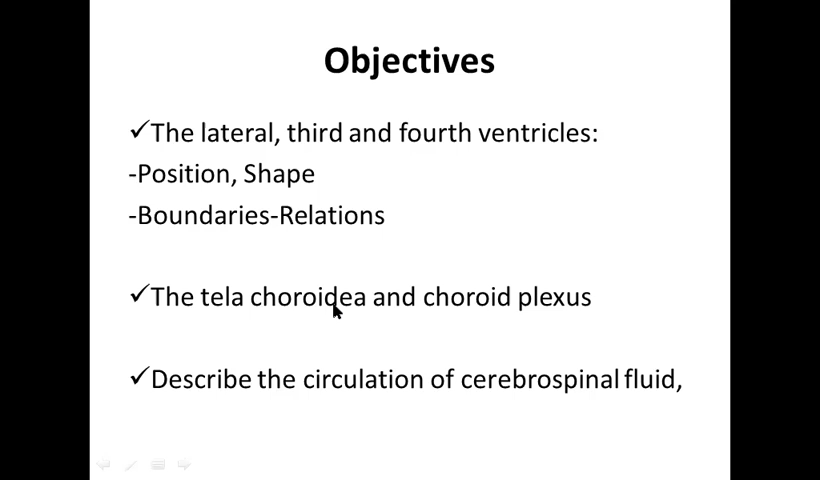 Objectives
✓The lateral, third and fourth ventricles:
-Position, Shape
-Boundaries-Relations
✓The tela choroidea and choroid plexus
✓Describe the circulation of cerebrospinal fluid,